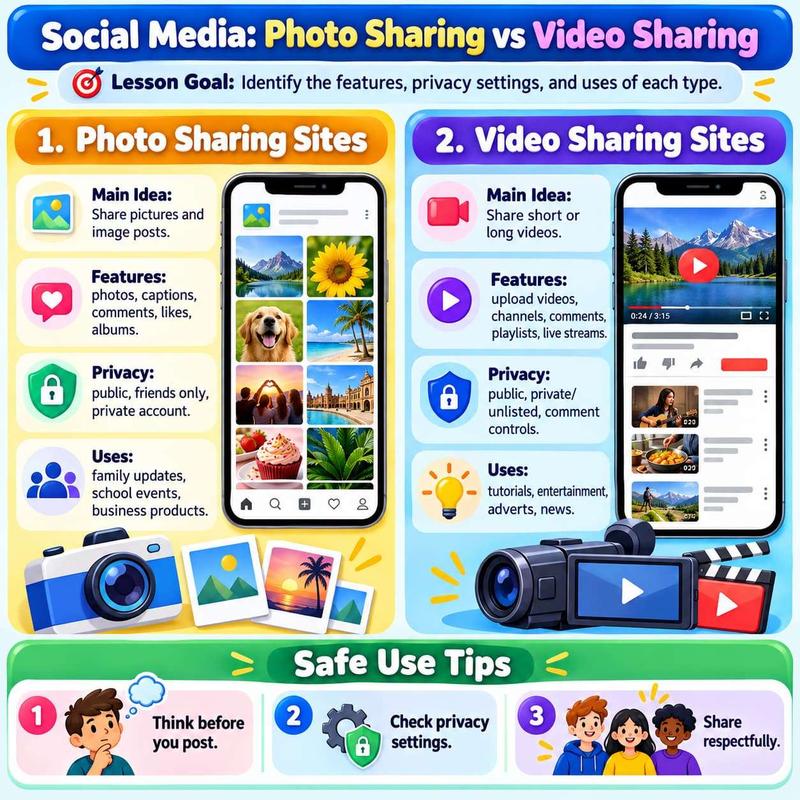 Social Media: Photo Sharing vs Video Sharing
Lesson Goal: Identify the features, privacy settings, and uses of each type.
1. Photo Sharing Sites
Main Idea:
Share pictures and
image posts.
Features:
photos, captions,
comments, likes,
albums.
Privacy:
public, friends only,
private account.
Uses:
family updates,
school events,
business products.
2. Video Sharing Sites
Main Idea:
Share short or
long videos.
Features:
upload videos,
channels, comments,
playlists, live streams.
Privacy:
public, private/
unlisted, comment
controls.
Uses:
tutorials, entertainment,
adverts, news.
0:24 / 3:15
Safe Use Tips
1
Think before
you post.
2
Check privacy
settings.
3
Share
respectfully.